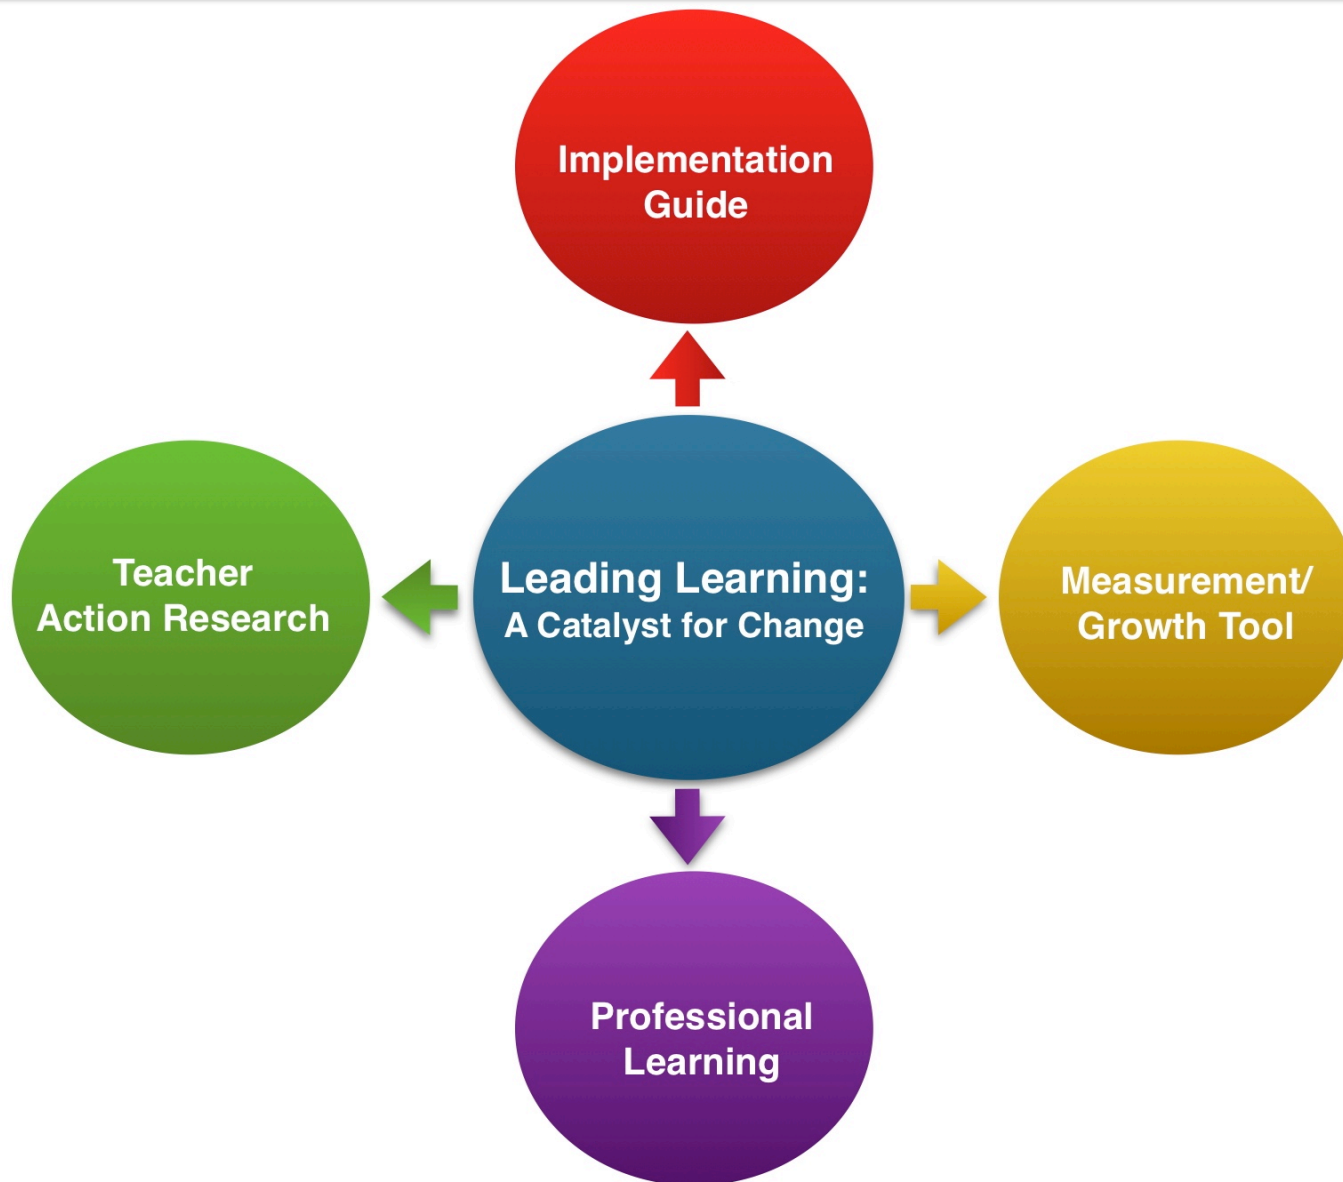 Implementation
Guide
Teacher
Action Research
Leading Learning:
A Catalyst for Change
Measurement/
Growth Tool
Professional
Learning